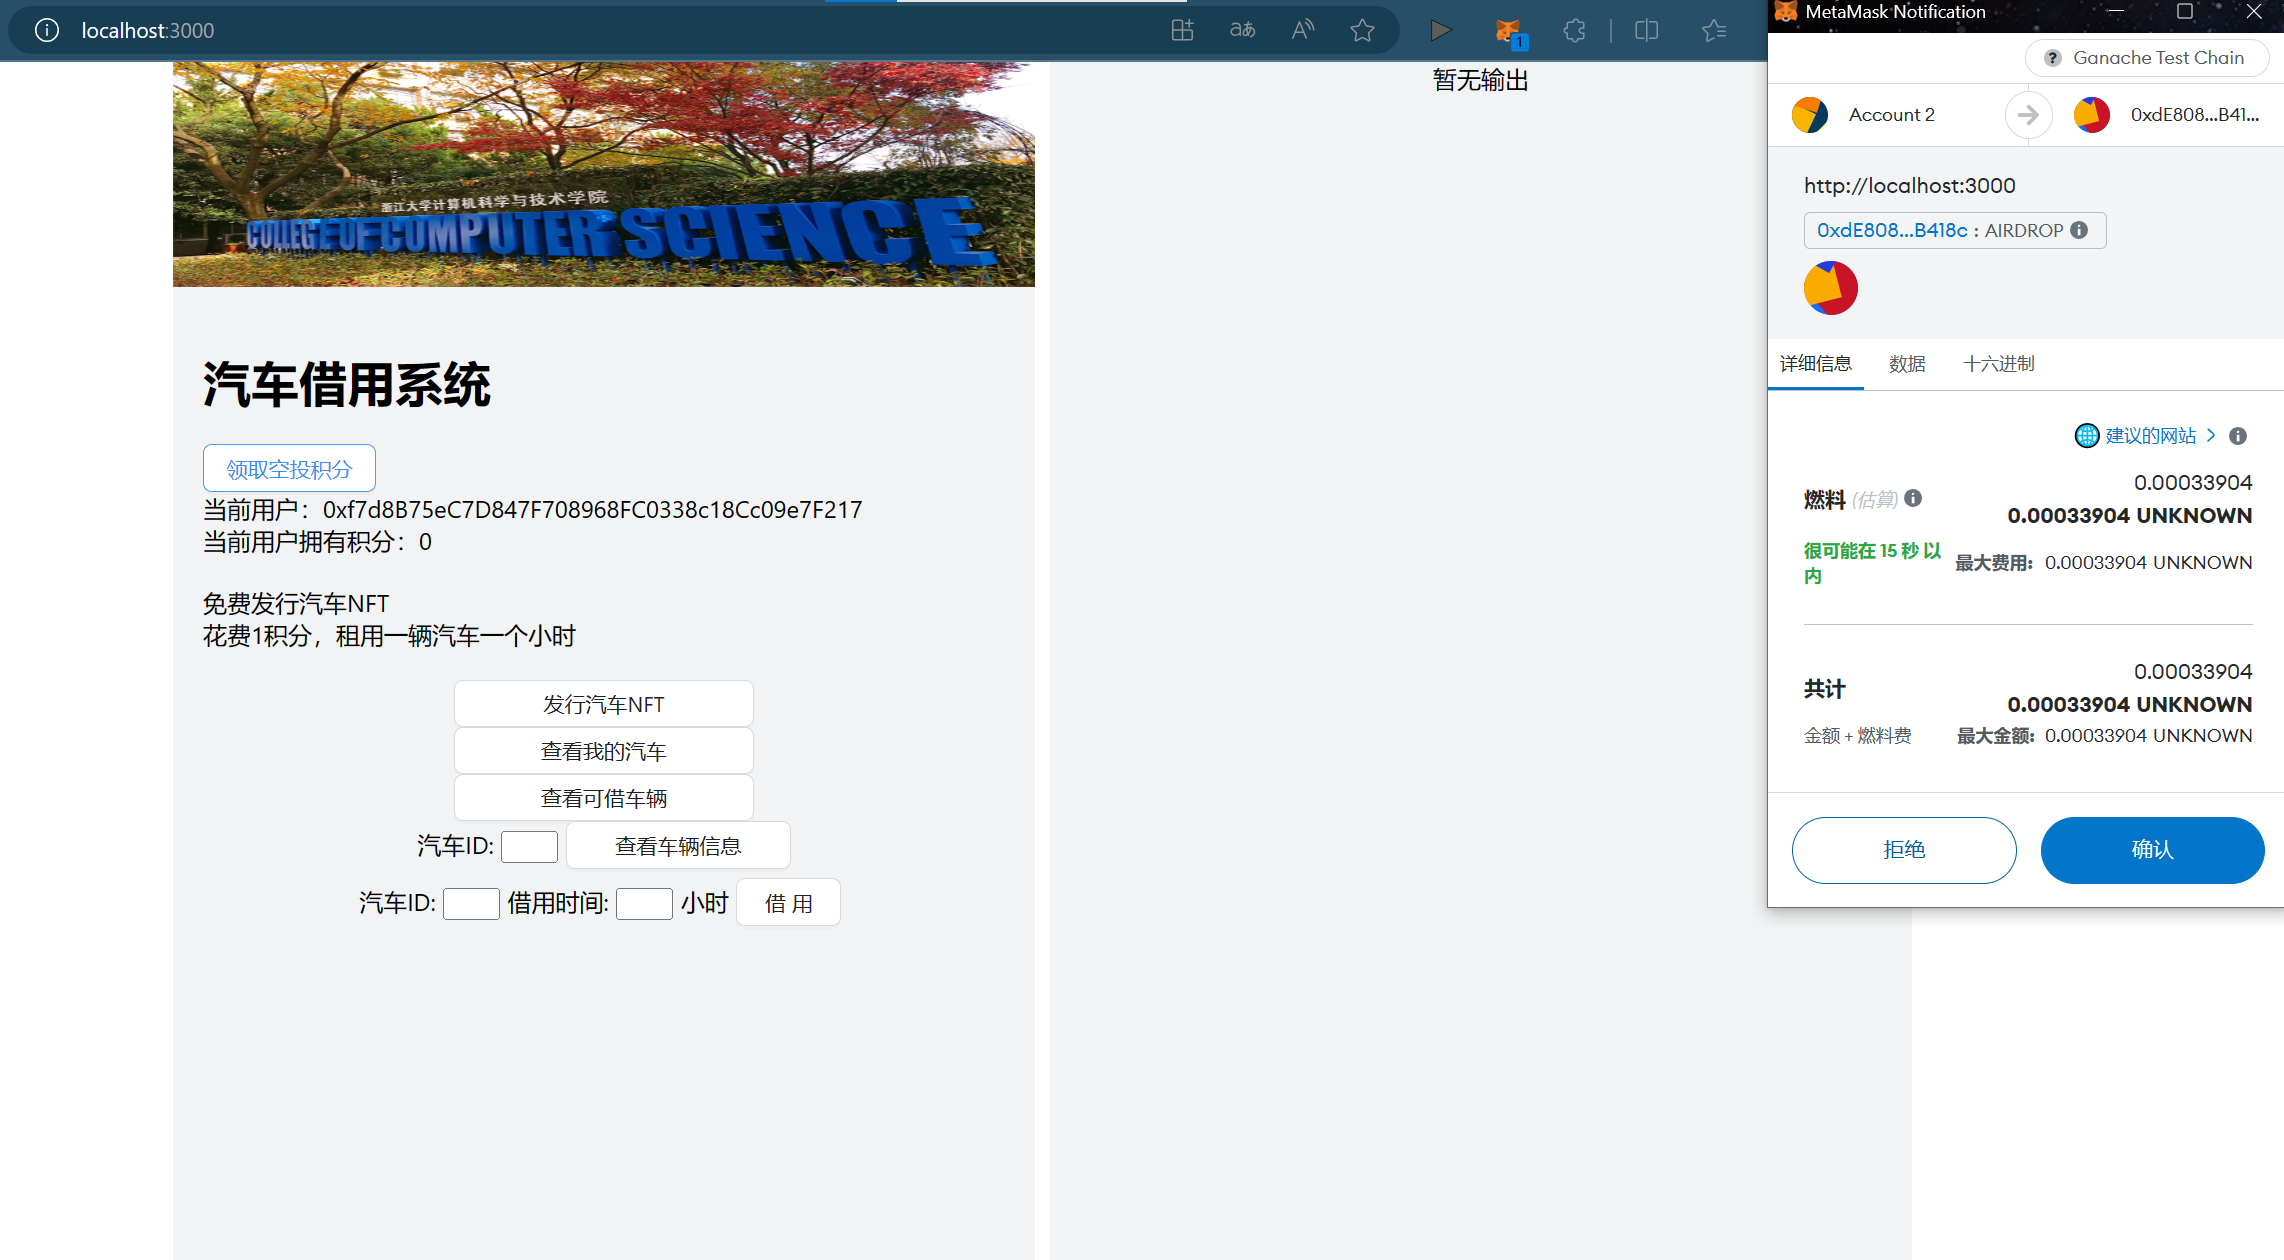 localhost:3000
浙江大学计算机科学与技术学院
COLLEGE OF COMPUTER SCIENCE
汽车借用系统
领取空投积分
当前用户：0xf7d8B75eC7D847F708968FC0338c18Cc09e7F217
当前用户拥有积分：0
免费发行汽车NFT
花费1积分，租用一辆汽车一个小时
发行汽车NFT
查看我的汽车
查看可借车辆
汽车ID: 查看车辆信息
汽车ID: 借用时间: 小时 借 用
暂无输出
1
MetaMask Notification
Ganache Test Chain
Account 2
0xdE808...B41...
http://localhost:3000
0xdE808...B418c : AIRDROP
详细信息 数据 十六进制
建议的网站
0.00033904
燃料 (估算)
0.00033904 UNKNOWN
很可能在 15 秒 以内
最大费用: 0.00033904 UNKNOWN
0.00033904
共计
0.00033904 UNKNOWN
金额 + 燃料费
最大金额: 0.00033904 UNKNOWN
拒绝 确认